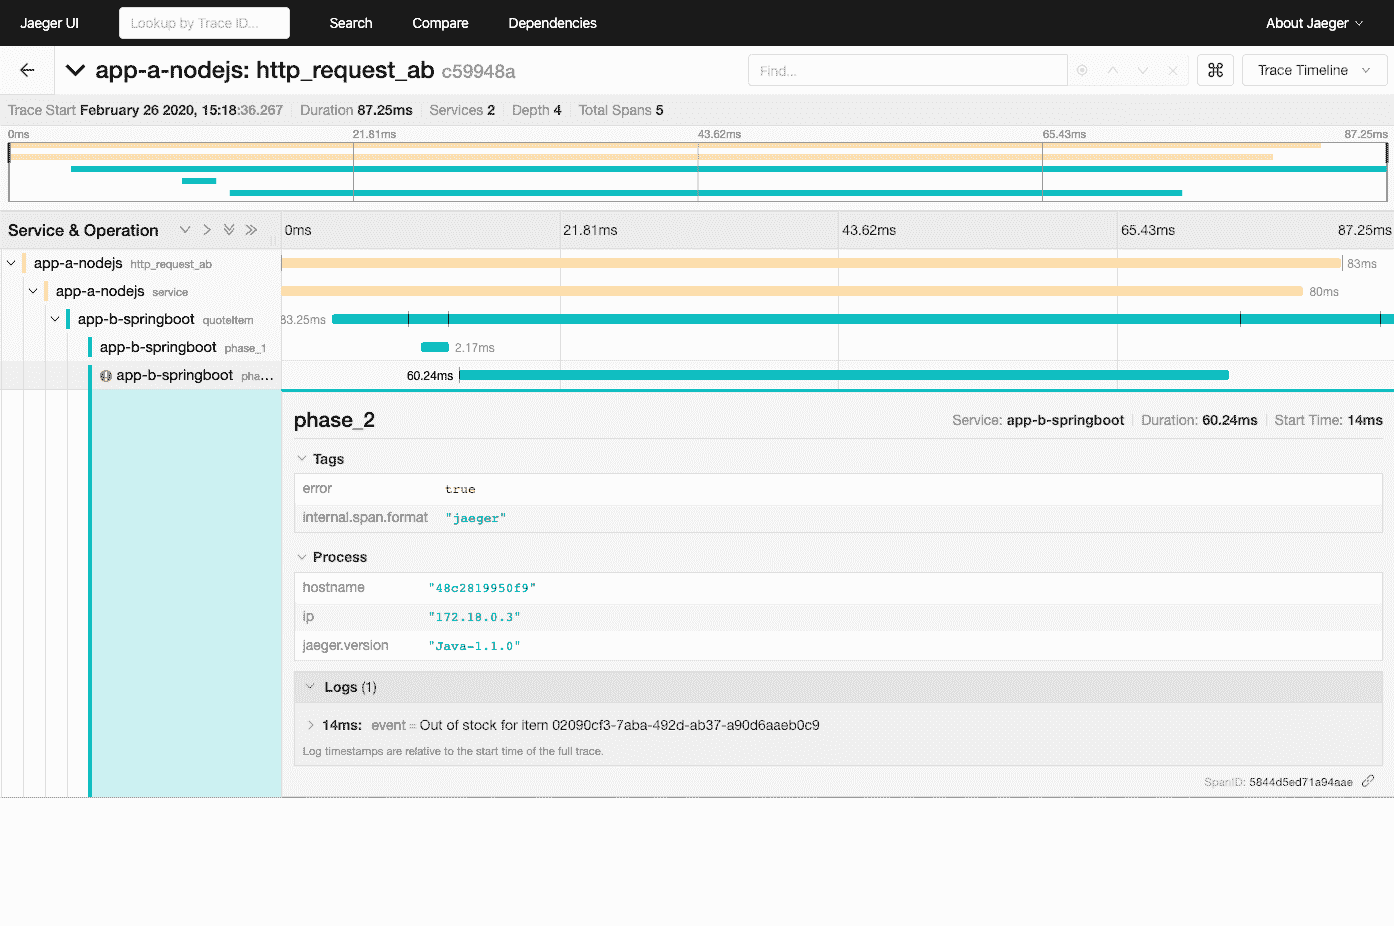 Jaeger UI Lookup by Trace ID... Search Compare Dependencies About Jaeger
app-a-nodejs: http_request_ab c59948a Find... ⌘ Trace Timeline
Trace Start February 26 2020, 15:18:36.267 Duration 87.25ms Services 2 Depth 4 Total Spans 5
0ms 21.81ms 43.62ms 65.43ms 87.25ms
Service & Operation 0ms 21.81ms 43.62ms 65.43ms 87.25ms
app-a-nodejs http_request_ab 83ms
app-a-nodejs service 80ms
app-b-springboot quoteItem 83.25ms
app-b-springboot phase_1 2.17ms
app-b-springboot pha... 60.24ms
phase_2 Service: app-b-springboot Duration: 60.24ms Start Time: 14ms
Tags
error true
internal.span.format "jaeger"
Process
hostname "48c2819950f9"
ip "172.18.0.3"
jaeger.version "Java-1.1.0"
Logs (1)
14ms: event = Out of stock for item 02090cf3-7aba-492d-ab37-a90d6aaeb0c9
Log timestamps are relative to the start time of the full trace.
SpanID: 5844d5ed71a94aae